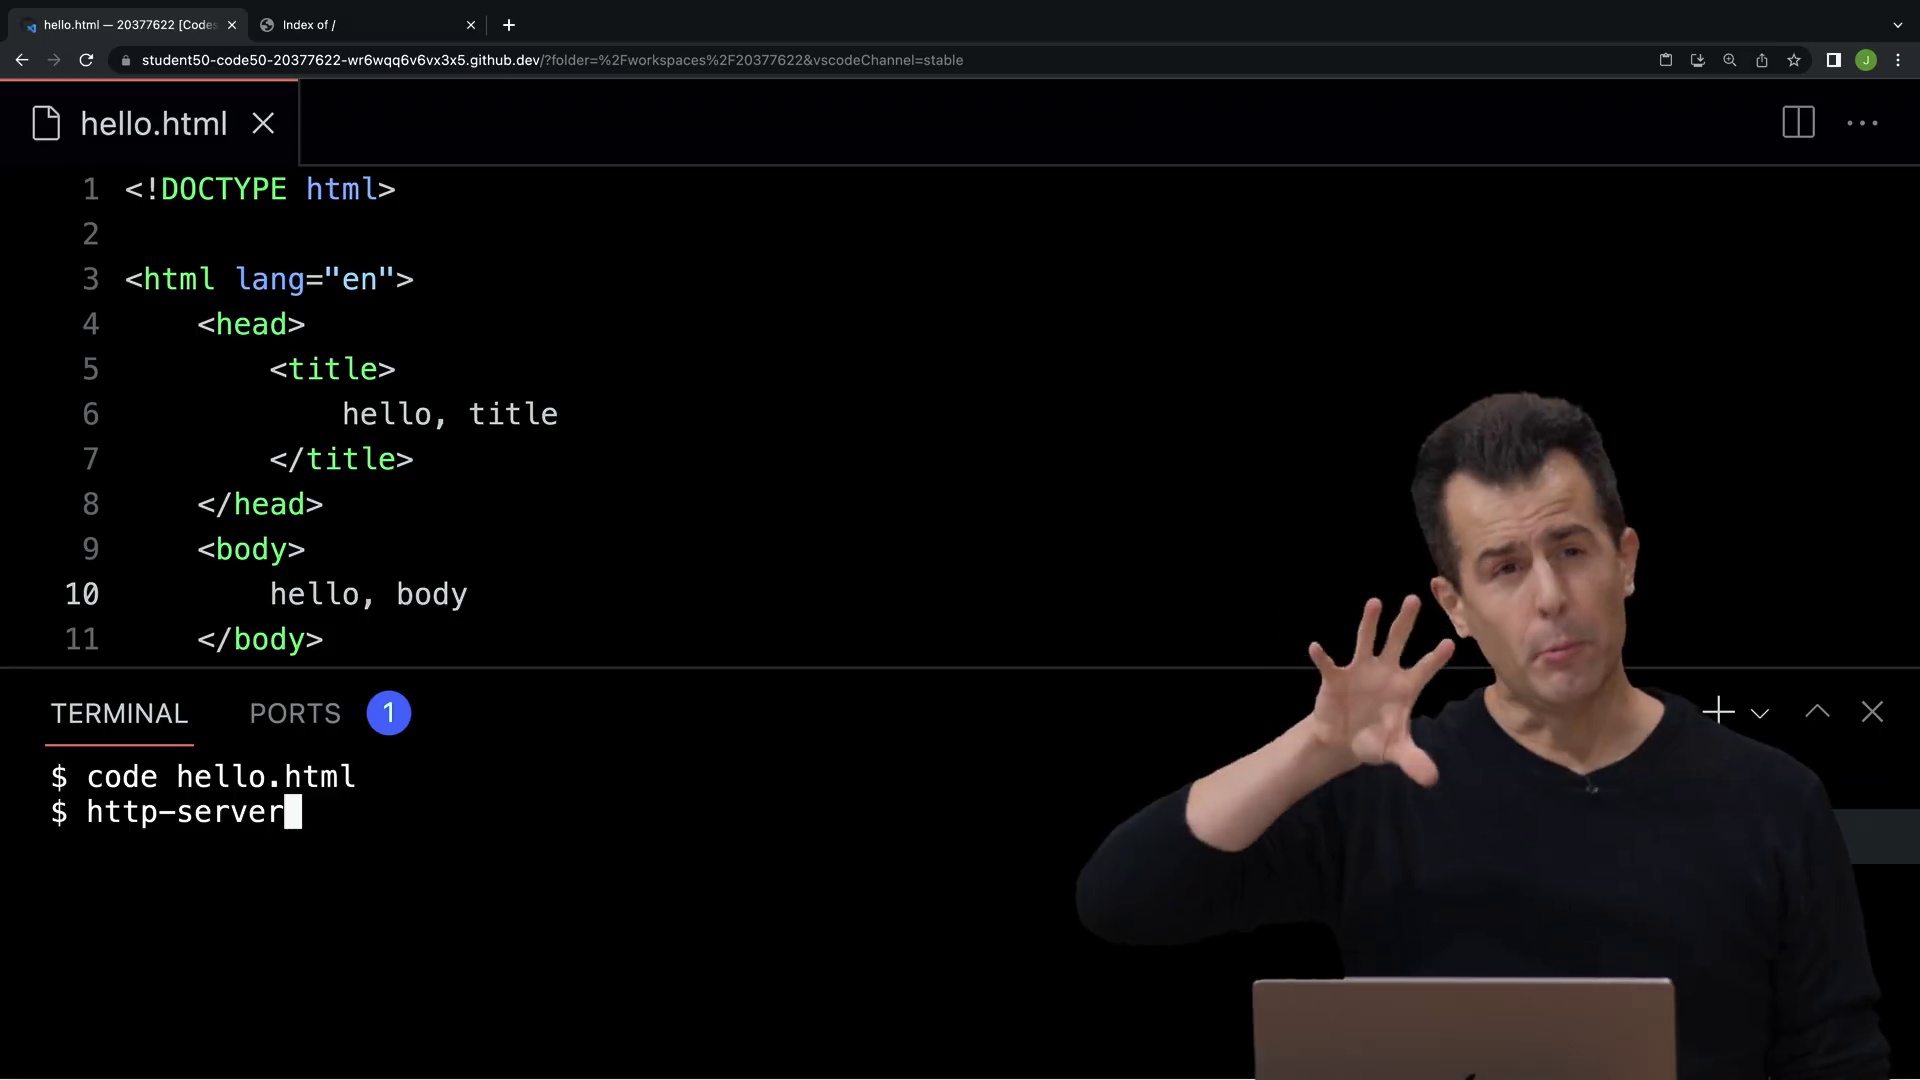 hello.html — 20377622 [Codes
Index of /
student50-code50-20377622-wr6wqq6v6vx3x5.github.dev/?folder=%2Fworkspaces%2F20377622&vscodeChannel=stable
J
hello.html
1 <!DOCTYPE html>
2
3 <html lang="en">
4 <head>
5 <title>
6 hello, title
7 </title>
8 </head>
9 <body>
10 hello, body
11 </body>
TERMINAL PORTS 1
$ code hello.html
$ http-server